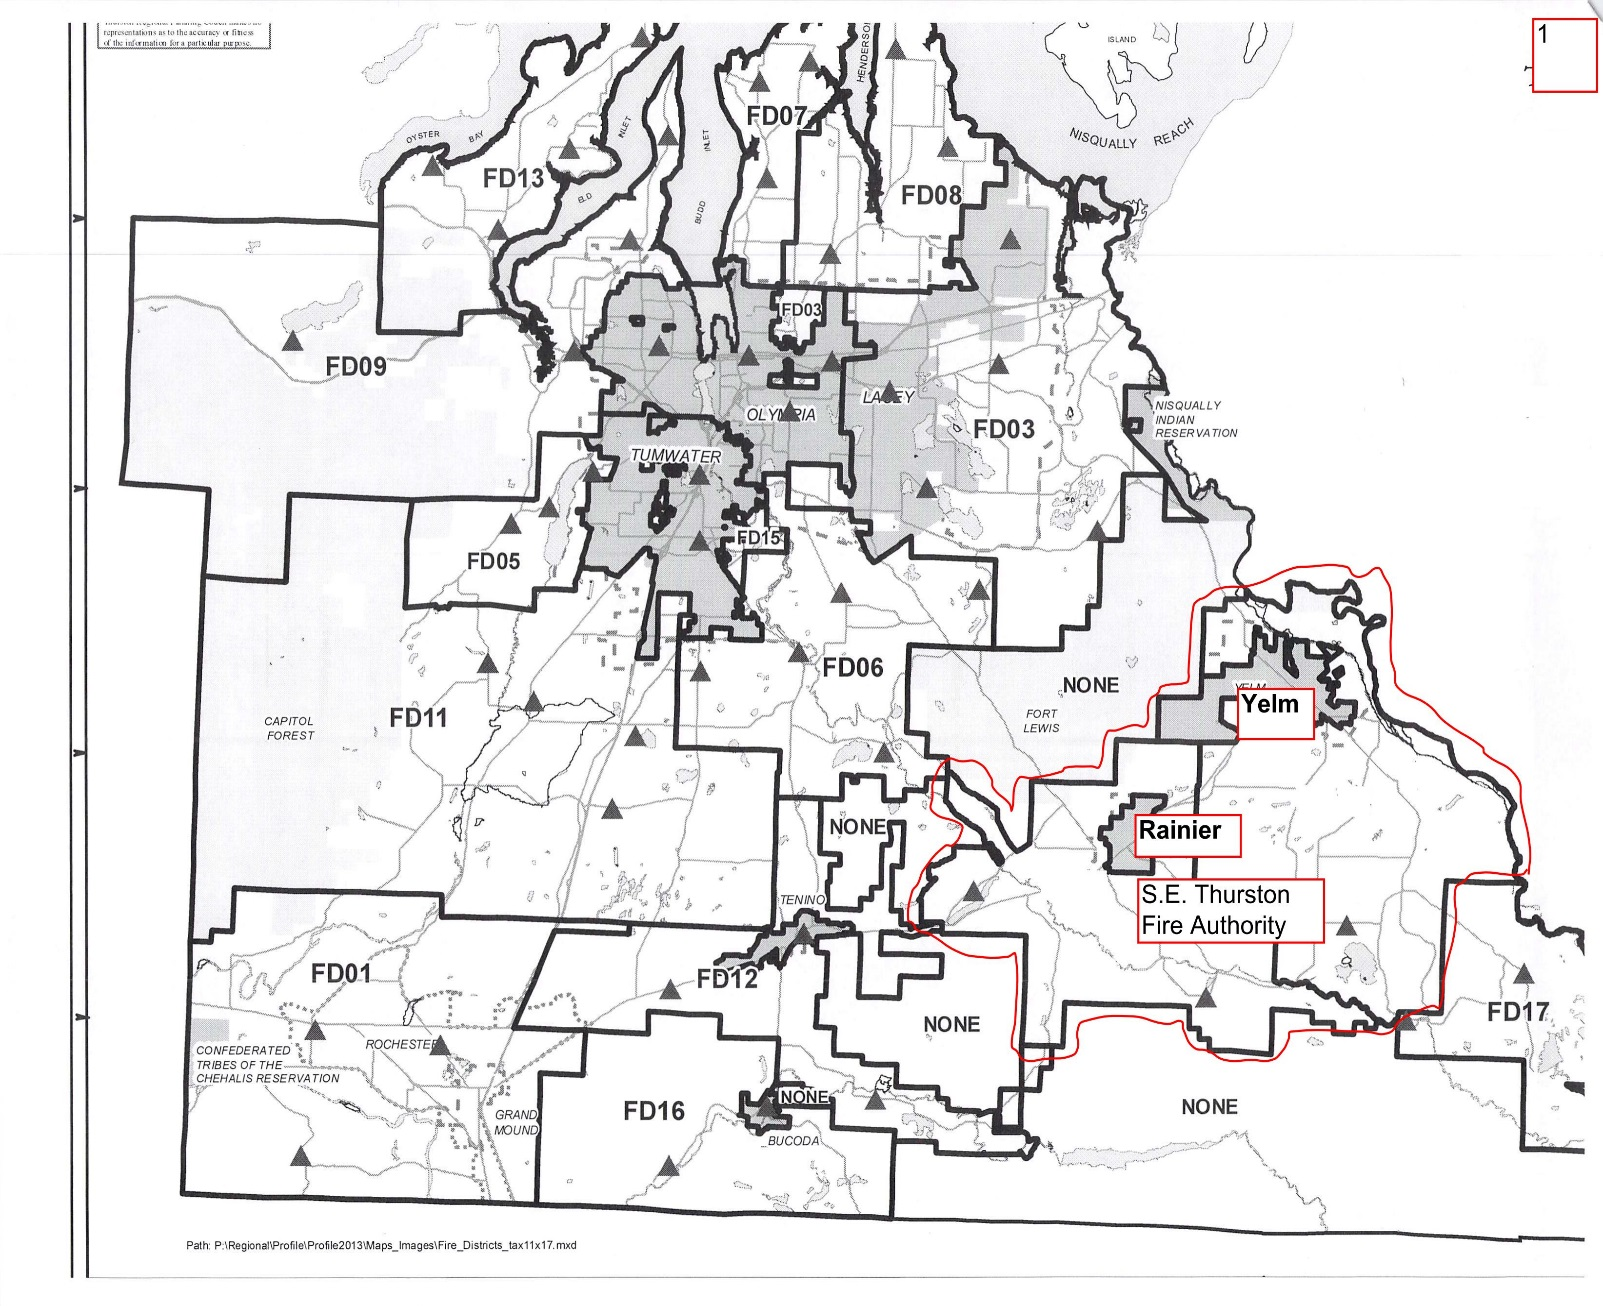 representations as to the accuracy or fitness
of the information for a particular purpose.
1
ISLAND
HENDERSON
NISQUALLY REACH
OYSTER BAY
INLET
INLET
FD07
FD13
FD08
ELD
BUDD
FD03
FD09
LACEY
OLYMPIA
FD03
NISQUALLY
INDIAN
RESERVATION
TUMWATER
FD15
FD05
FD06
NONE
YELM
Yelm
FORT
LEWIS
FD11
CAPITOL
FOREST
NONE
Rainier
S.E. Thurston
Fire Authority
TENINO
FD01
FD12
NONE
FD17
ROCHESTER
CONFEDERATED
TRIBES OF THE
CHEHALIS RESERVATION
GRAND
MOUND
FD16
NONE
NONE
BUCODA
Path: P:\Regional\Profile\Profile2013\Maps_Images\Fire_Districts_tax11x17.mxd